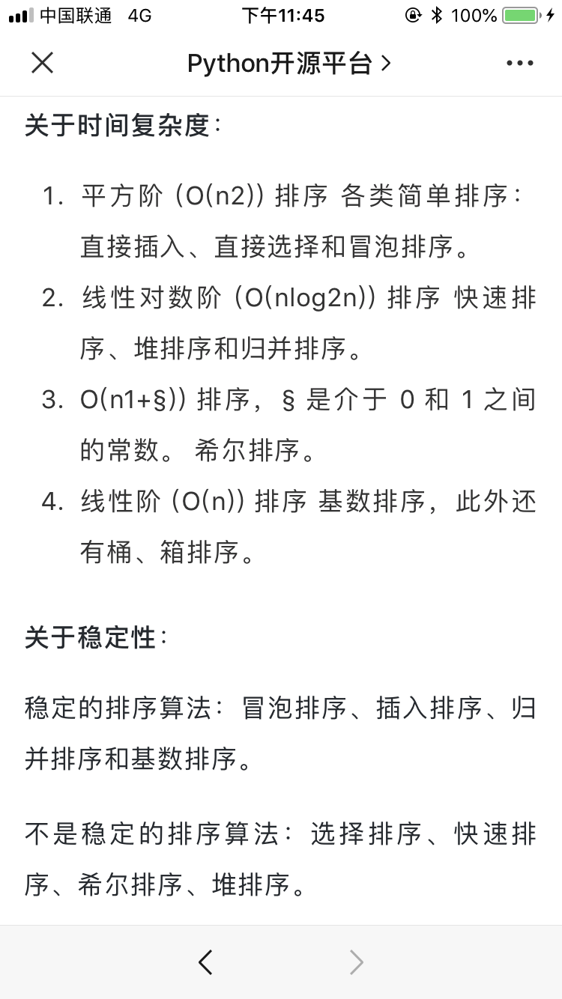 中国联通 4G 下午11:45 100%
Python开源平台
关于时间复杂度：
1. 平方阶 (O(n2)) 排序 各类简单排序：
直接插入、直接选择和冒泡排序。
2. 线性对数阶 (O(nlog2n)) 排序 快速排
序、堆排序和归并排序。
3. O(n1+§)) 排序，§ 是介于 0 和 1 之间
的常数。 希尔排序。
4. 线性阶 (O(n)) 排序 基数排序，此外还
有桶、箱排序。
关于稳定性：
稳定的排序算法：冒泡排序、插入排序、归
并排序和基数排序。
不是稳定的排序算法：选择排序、快速排
序、希尔排序、堆排序。